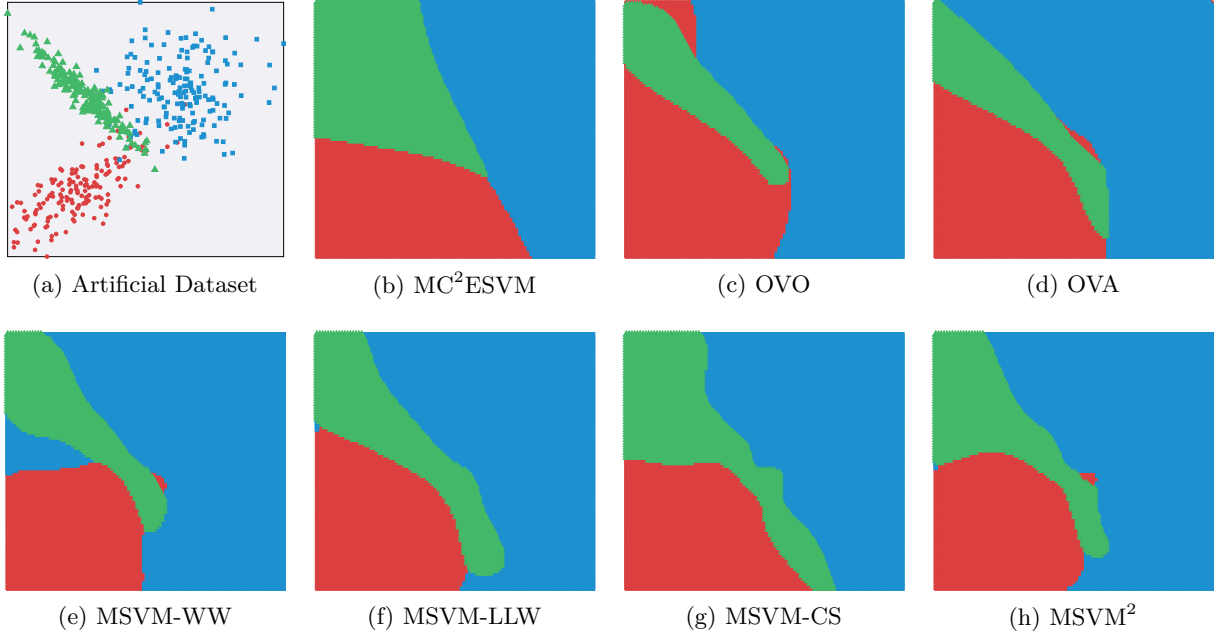 (a) Artificial Dataset
(b) MC²ESVM
(c) OVO
(d) OVA
(e) MSVM-WW
(f) MSVM-LLW
(g) MSVM-CS
(h) MSVM²